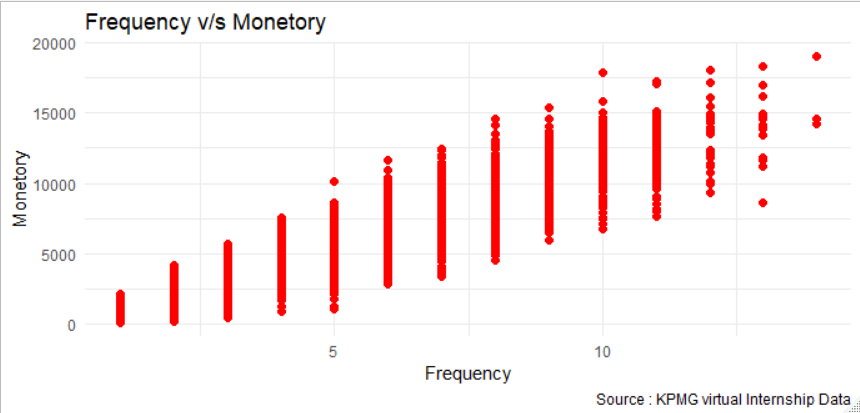 Frequency v/s Monetory
20000
15000
10000
5000
0
Monetory
5
10
Frequency
Source : KPMG virtual Internship Data